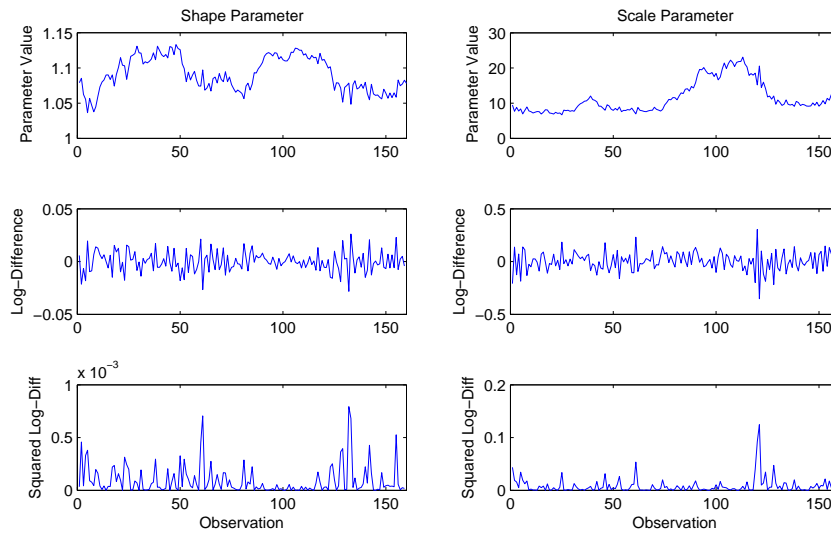 Shape Parameter
Parameter Value
1.15
1.1
1.05
1
0 50 100 150
Scale Parameter
Parameter Value
30
20
10
0
0 50 100 150
Log−Difference
0.05
0
−0.05
0 50 100 150
Log−Difference
0.5
0
−0.5
0 50 100 150
Squared Log−Diff
x 10−3
1
0.5
0
0 50 100 150
Observation
Squared Log−Diff
0.2
0.1
0
0 50 100 150
Observation